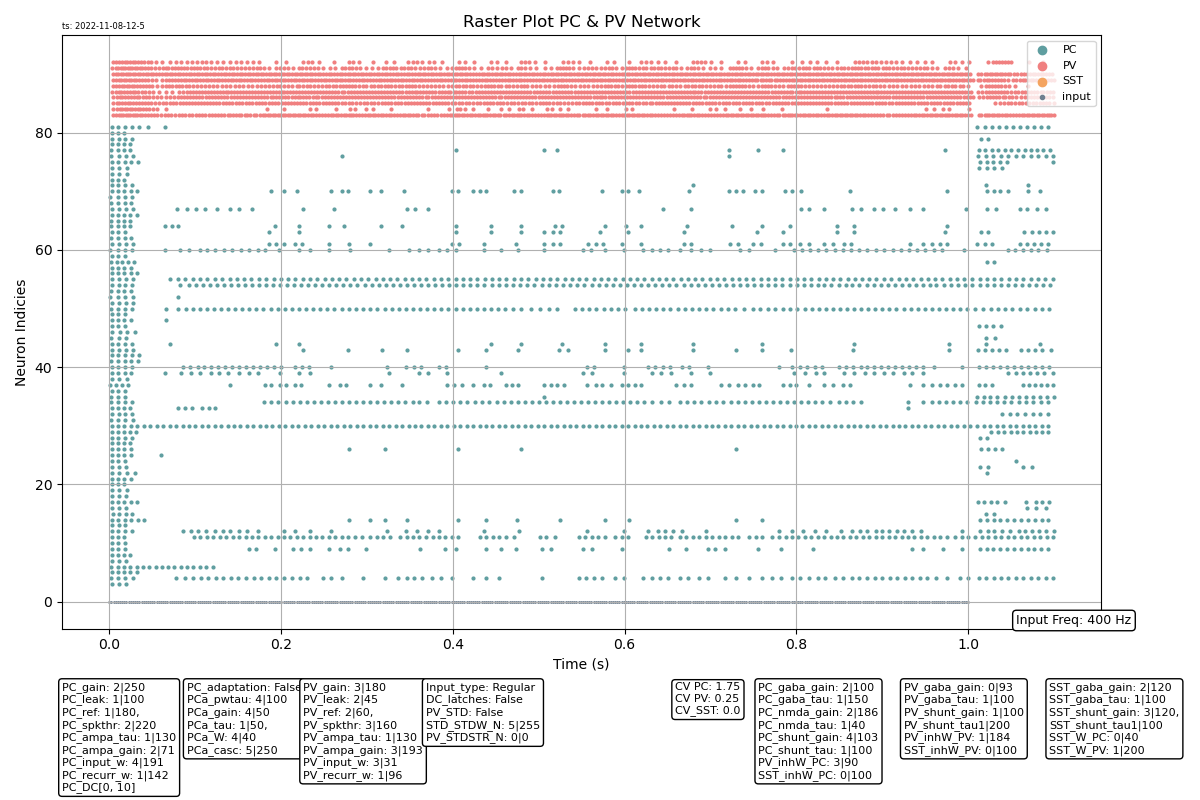 ts: 2022-11-08-12-5
Raster Plot PC & PV Network
PC
PV
SST
input
Neuron Indicies
80
60
40
20
0
0.0
0.2
0.4
0.6
0.8
1.0
Time (s)
Input Freq: 400 Hz
PC_gain: 2|250
PC_leak: 1|100
PC_ref: 1|180,
PC_spkthr: 2|220
PC_ampa_tau: 1|130
PC_ampa_gain: 2|71
PC_input_w: 4|191
PC_recurr_w: 1|142
PC_DC[0, 10]
PC_adaptation: False
PCa_pwtau: 4|100
PCa_gain: 4|50
PCa_tau: 1|50,
PCa_W: 4|40
PCa_casc: 5|250
PV_gain: 3|180
PV_leak: 2|45
PV_ref: 2|60,
PV_spkthr: 3|160
PV_ampa_tau: 1|130
PV_ampa_gain: 3|193
PV_input_w: 3|31
PV_recurr_w: 1|96
Input_type: Regular
DC_latches: False
PV_STD: False
STD_STDW_N: 5|255
PV_STDSTR_N: 0|0
CV PC: 1.75
CV PV: 0.25
CV_SST: 0.0
PC_gaba_gain: 2|100
PC_gaba_tau: 1|150
PC_nmda_gain: 2|186
PC_nmda_tau: 1|40
PC_shunt_gain: 4|103
PC_shunt_tau: 1|100
PV_inhW_PC: 3|90
SST_inhW_PC: 0|100
PV_gaba_gain: 0|93
PV_gaba_tau: 1|100
PV_shunt_gain: 1|100
PV_shunt_tau1|200
PV_inhW_PV: 1|184
SST_inhW_PV: 0|100
SST_gaba_gain: 2|120
SST_gaba_tau: 1|100
SST_shunt_gain: 3|120,
SST_shunt_tau1|100
SST_W_PC: 0|40
SST_W_PV: 1|200